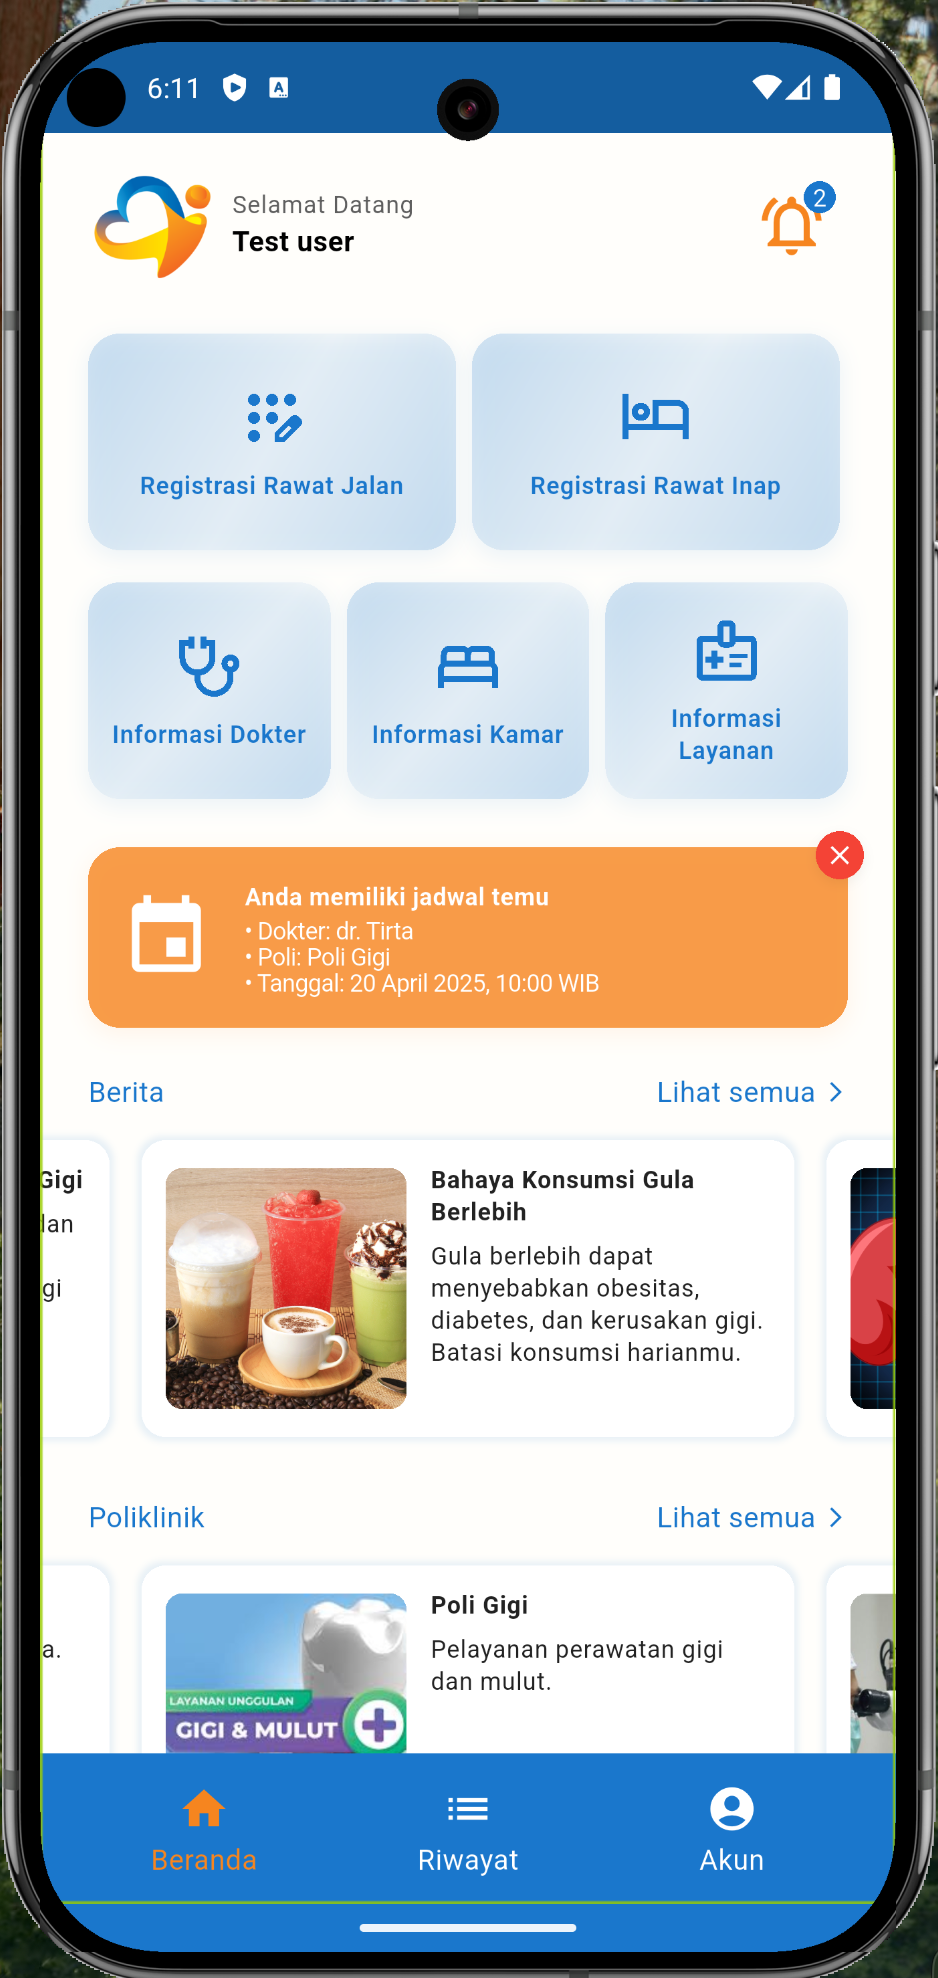 6:11
Selamat Datang
Test user
2
Registrasi Rawat Jalan
Registrasi Rawat Inap
Informasi Dokter
Informasi Kamar
Informasi
Layanan
Anda memiliki jadwal temu
• Dokter: dr. Tirta
• Poli: Poli Gigi
• Tanggal: 20 April 2025, 10:00 WIB
Berita
Lihat semua
Gigi
dan
gi
Bahaya Konsumsi Gula
Berlebih
Gula berlebih dapat
menyebabkan obesitas,
diabetes, dan kerusakan gigi.
Batasi konsumsi harianmu.
Poliklinik
Lihat semua
a.
LAYANAN UNGGULAN
GIGI & MULUT
Poli Gigi
Pelayanan perawatan gigi
dan mulut.
Beranda
Riwayat
Akun